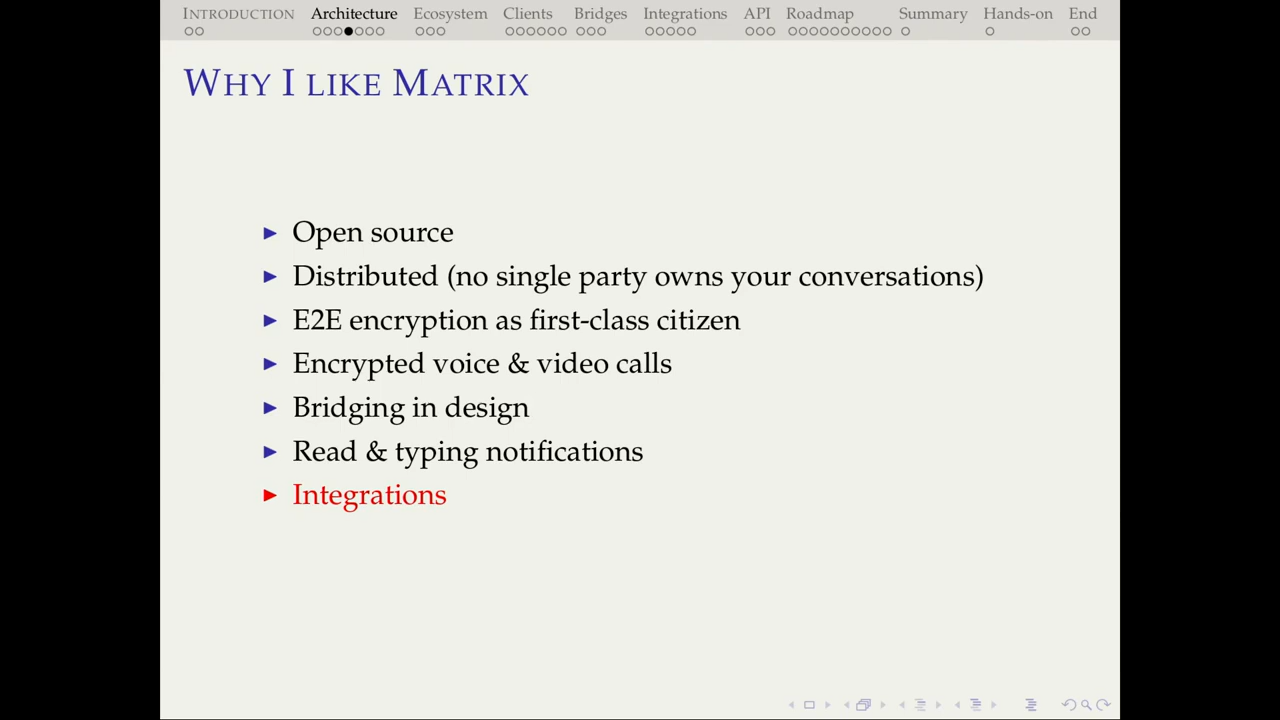 INTRODUCTION Architecture Ecosystem Clients Bridges Integrations API Roadmap Summary Hands-on End
WHY I LIKE MATRIX
Open source
Distributed (no single party owns your conversations)
E2E encryption as first-class citizen
Encrypted voice & video calls
Bridging in design
Read & typing notifications
Integrations